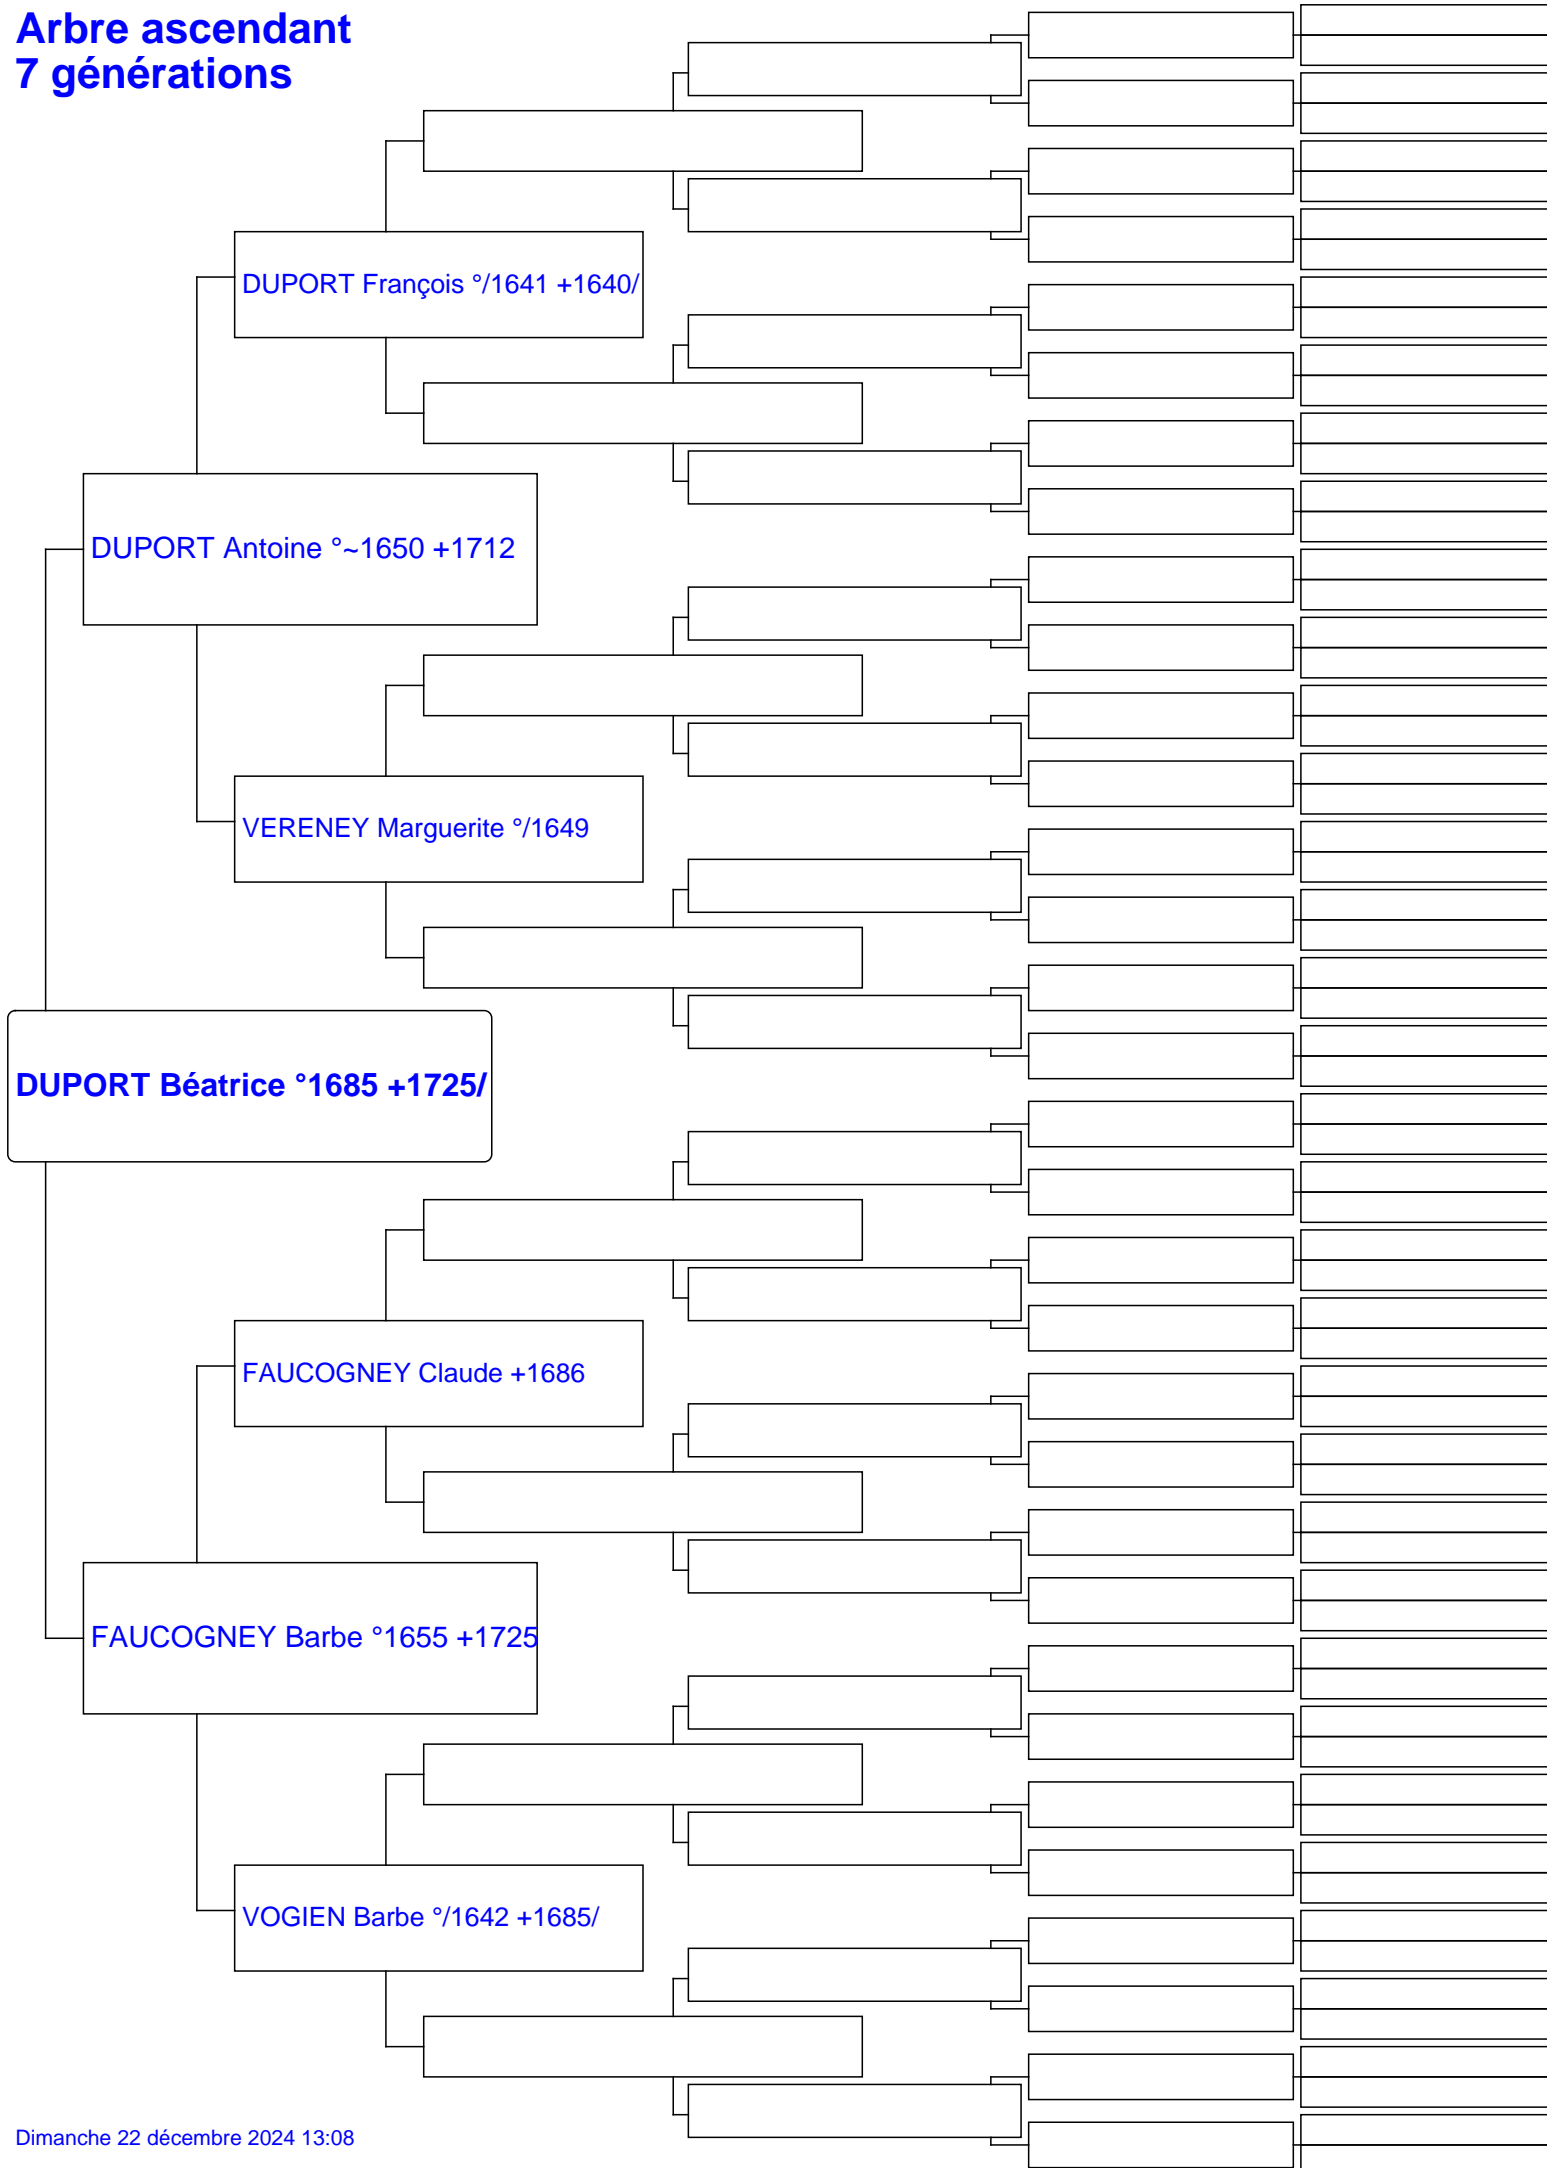 Arbre ascendant
7 générations
DUPORT François °/1641 +1640/
DUPORT Antoine °~1650 +1712
VERENEY Marguerite °/1649
DUPORT Béatrice °1685 +1725/
FAUCOGNEY Claude +1686
FAUCOGNEY Barbe °1655 +1725
VOGIEN Barbe °/1642 +1685/
Dimanche 22 décembre 2024 13:08